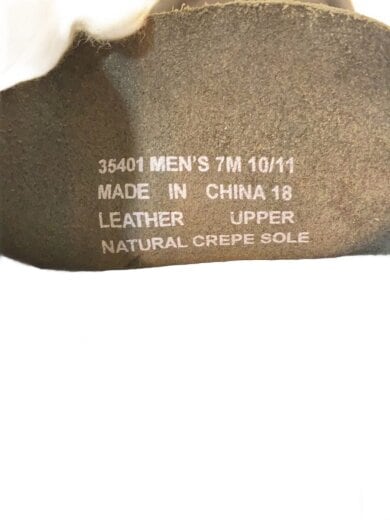 35401 MEN'S 7M 10/11
MADE IN CHINA 18
LEATHER UPPER
NATURAL CREPE SOLE